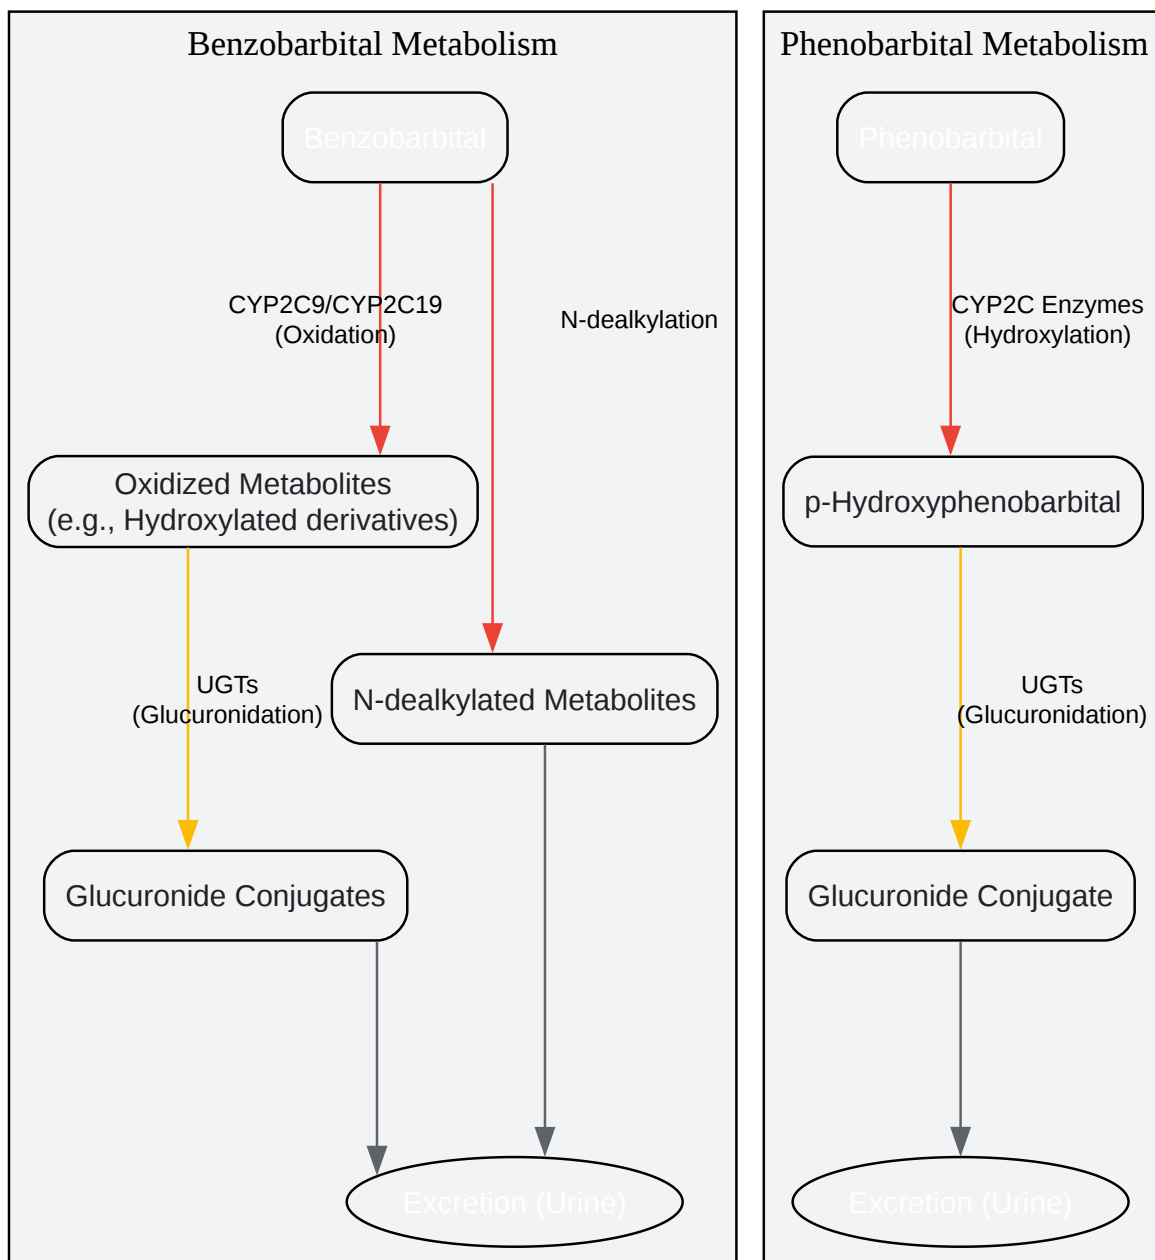 Benzobarbital Metabolism
Benzobarbital
CYP2C9/CYP2C19
(Oxidation)
N-dealkylation
Oxidized Metabolites
(e.g., Hydroxylated derivatives)
UGTs
(Glucuronidation)
N-dealkylated Metabolites
Glucuronide Conjugates
Excretion (Urine)
Phenobarbital Metabolism
Phenobarbital
CYP2C Enzymes
(Hydroxylation)
p-Hydroxyphenobarbital
UGTs
(Glucuronidation)
Glucuronide Conjugate
Excretion (Urine)